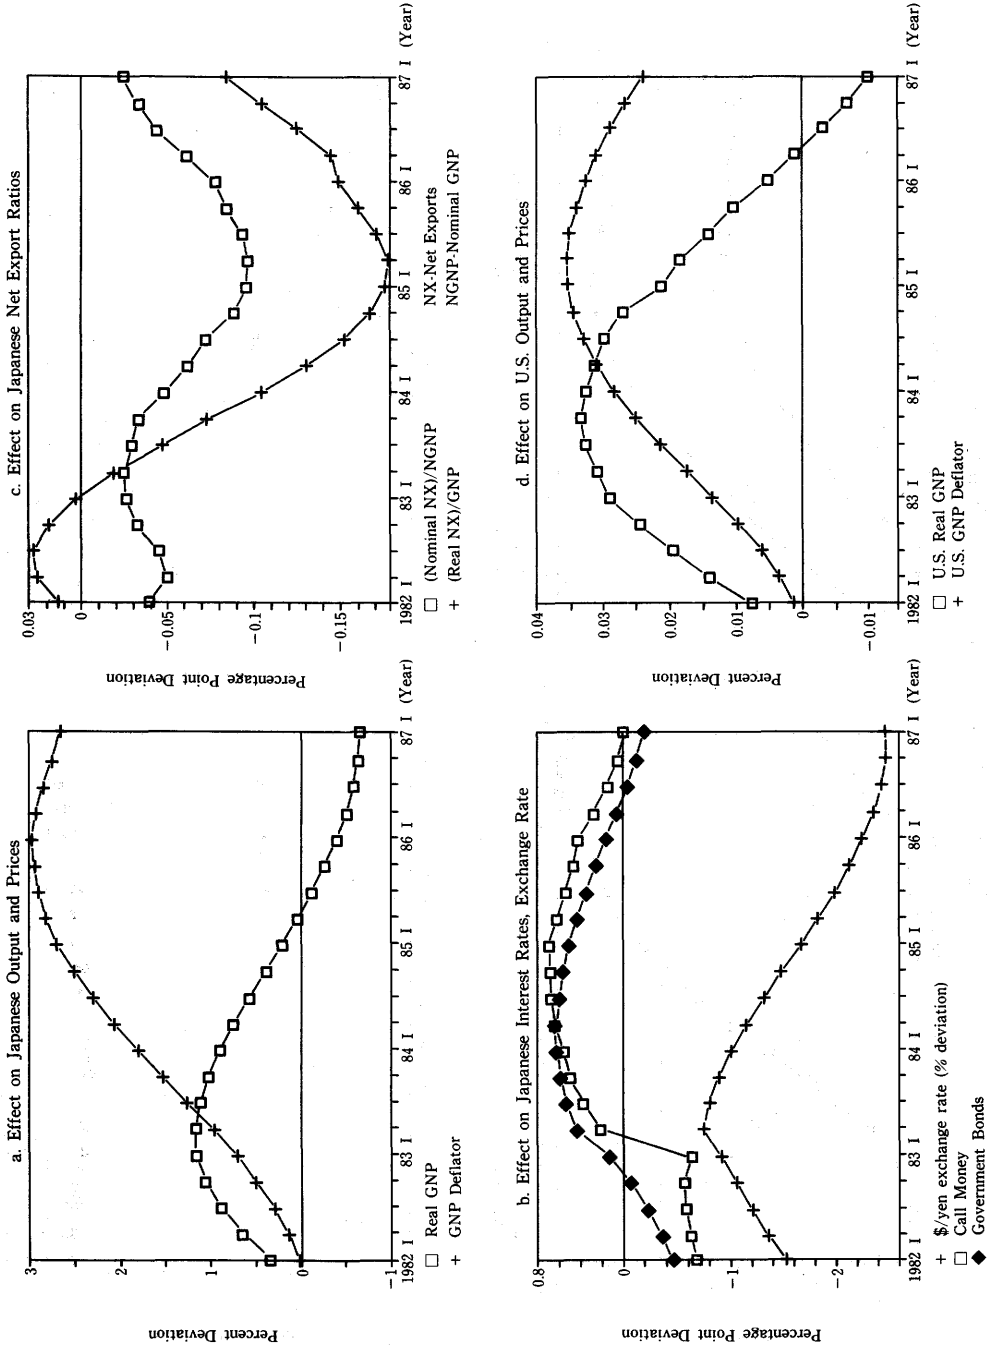 a. Effect on Japanese Output and Prices
Percent Deviation
3
2
1
0
−1
1982 I
83 I
84 I
85 I
86 I
87 I (Year)
□ Real GNP
+ GNP Deflator
c. Effect on Japanese Net Export Ratios
Percentage Point Deviation
0.03
0
−0.05
−0.1
−0.15
1982 I
83 I
84 I
85 I
86 I
87 I (Year)
□ (Nominal NX)/NGNP
+ (Real NX)/GNP
NX-Net Exports
NGNP-Nominal GNP
b. Effect on Japanese Interest Rates, Exchange Rate
Percentage Point Deviation
0.8
0
−1
−2
1982 I
83 I
84 I
85 I
86 I
87 I (Year)
+ $/yen exchange rate (% deviation)
□ Call Money
◆ Government Bonds
d. Effect on U.S. Output and Prices
Percent Deviation
0.04
0.03
0.02
0.01
0
−0.01
1982 I
83 I
84 I
85 I
86 I
87 I (Year)
□ U.S. Real GNP
+ U.S. GNP Deflator